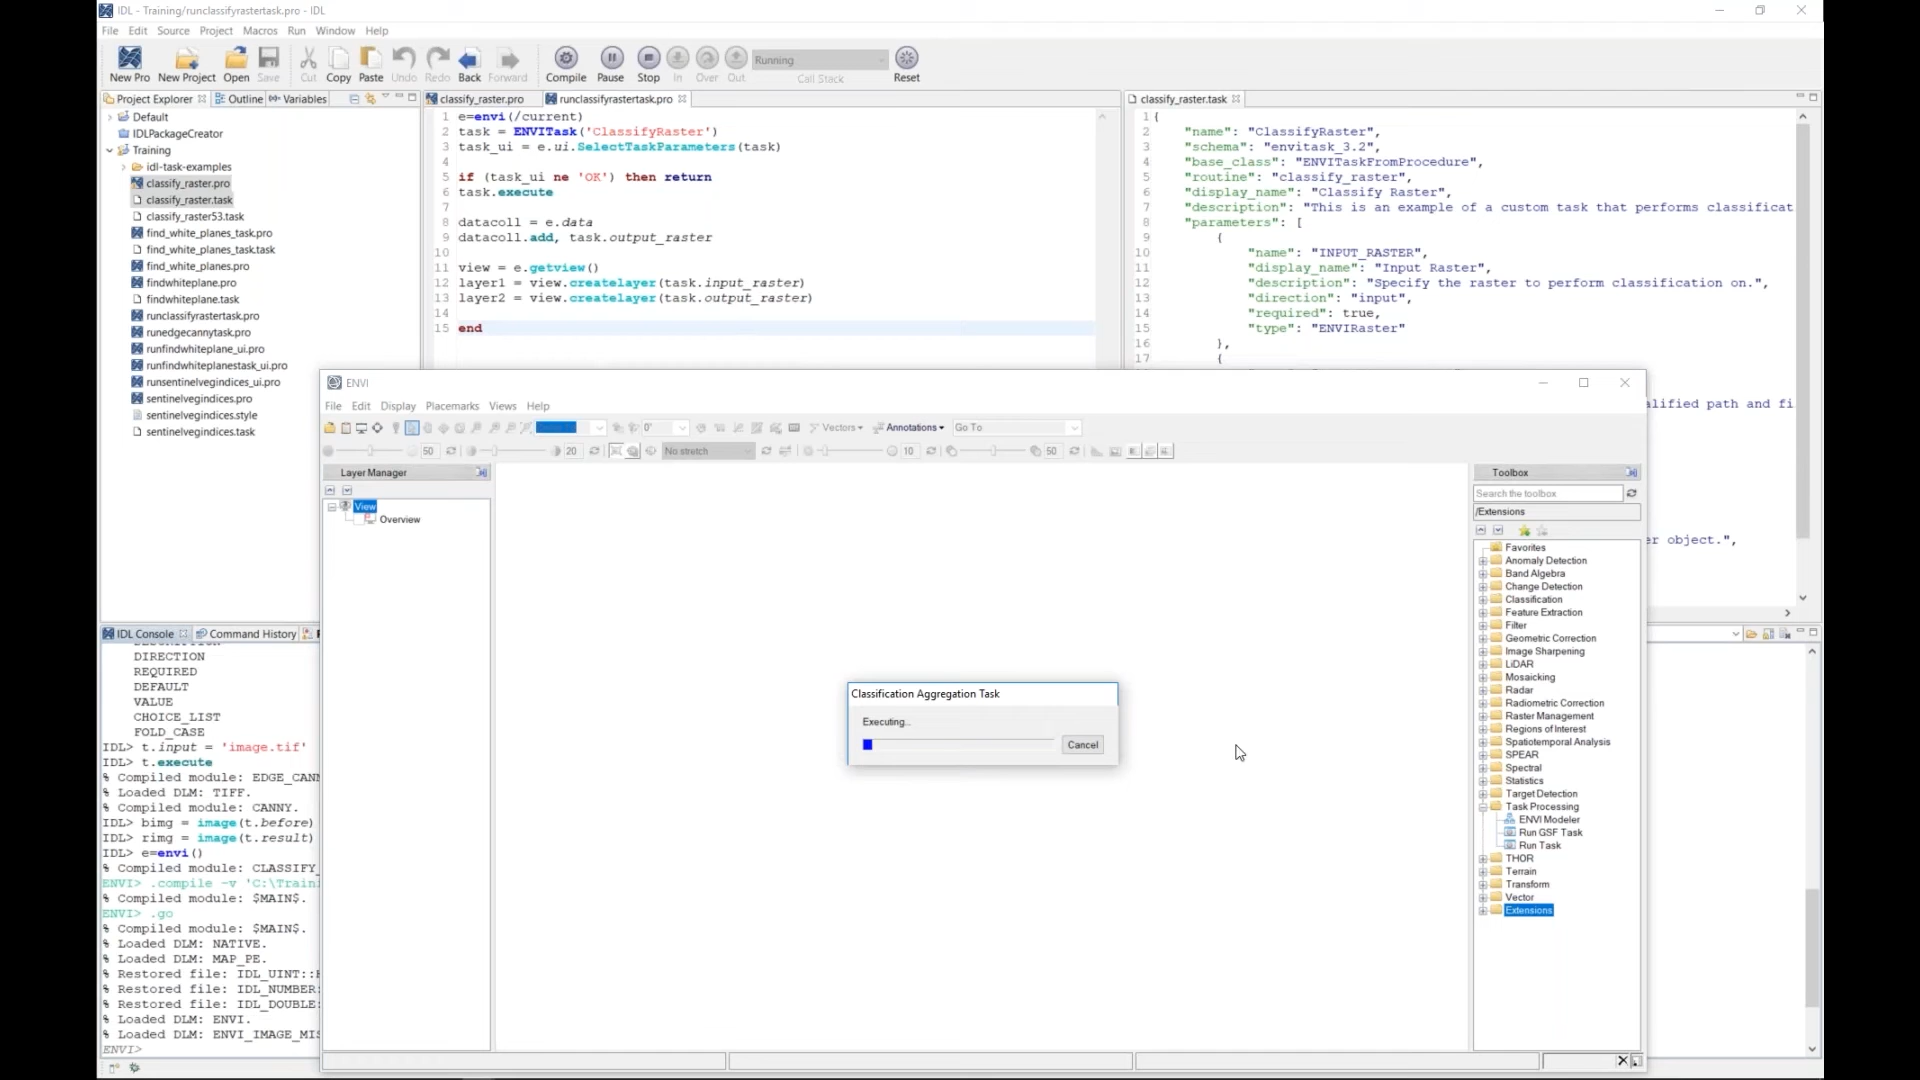 IDL - Training/runclassifyrastertask.pro - IDL
File Edit Source Project Macros Run Window Help
New Pro New Project Open Save Cut Copy Paste Undo Redo Back Forward Compile Pause Stop In Over Out Running Call Stack Reset
Project Explorer Outline Variables
Default
IDLPackageCreator
Training
idl-task-examples
classify_raster.pro
classify_raster.task
classify_raster53.task
find_white_planes_task.pro
find_white_planes_task.task
find_white_planes.pro
findwhiteplane.pro
findwhiteplane.task
runclassifyrastertask.pro
runedgecannytask.pro
runfindwhiteplane_ui.pro
runfindwhiteplanestask_ui.pro
runsentinelvegindices_ui.pro
sentinelvegindices.pro
sentinelvegindices.style
sentinelvegindices.task
classify_raster.pro runclassifyrastertask.pro
1 e=envi(/current)
2 task = ENVITask('ClassifyRaster')
3 task_ui = e.ui.SelectTaskParameters(task)
4
5 if (task_ui ne 'OK') then return
6 task.execute
7
8 datacoll = e.data
9 datacoll.add, task.output_raster
10
11 view = e.getview()
12 layer1 = view.createlayer(task.input_raster)
13 layer2 = view.createlayer(task.output_raster)
14
15 end
classify_raster.task
1 {
2 "name": "ClassifyRaster",
3 "schema": "envitask_3.2",
4 "base_class": "ENVITaskFromProcedure",
5 "routine": "classify_raster",
6 "display_name": "Classify Raster",
7 "description": "This is an example of a custom task that performs classificat
8 "parameters": [
9 {
10 "name": "INPUT_RASTER",
11 "display_name": "Input Raster",
12 "description": "Specify the raster to perform classification on.",
13 "direction": "input",
14 "required": true,
15 "type": "ENVIRaster"
16 },
17 {
alified path and fi
er object.",
IDL Console Command History
DIRECTION
REQUIRED
DEFAULT
VALUE
CHOICE_LIST
FOLD_CASE
IDL> t.input = 'image.tif'
IDL> t.execute
% Compiled module: EDGE_CANN
% Loaded DLM: TIFF.
% Compiled module: CANNY.
IDL> bimg = image(t.before)
IDL> rimg = image(t.result)
IDL> e=envi()
% Compiled module: CLASSIFY_
ENVI> .compile -v 'C:\Traini
% Compiled module: $MAIN$.
ENVI> .go
% Compiled module: $MAIN$.
% Loaded DLM: NATIVE.
% Loaded DLM: MAP_PE.
% Restored file: IDL_UINT::
% Restored file: IDL_NUMBER:
% Restored file: IDL_DOUBLE:
% Loaded DLM: ENVI.
% Loaded DLM: ENVI_IMAGE_MIS
ENVI>
ENVI
File Edit Display Placemarks Views Help
0° Vectors Annotations Go To
50 20 No stretch 10 50
Layer Manager
View
Overview
Classification Aggregation Task
Executing...
Cancel
Toolbox
Search the toolbox
/Extensions
Favorites
Anomaly Detection
Band Algebra
Change Detection
Classification
Feature Extraction
Filter
Geometric Correction
Image Sharpening
LiDAR
Mosaicking
Radar
Radiometric Correction
Raster Management
Regions of Interest
Spatiotemporal Analysis
SPEAR
Spectral
Statistics
Target Detection
Task Processing
ENVI Modeler
Run GSF Task
Run Task
THOR
Terrain
Transform
Vector
Extensions